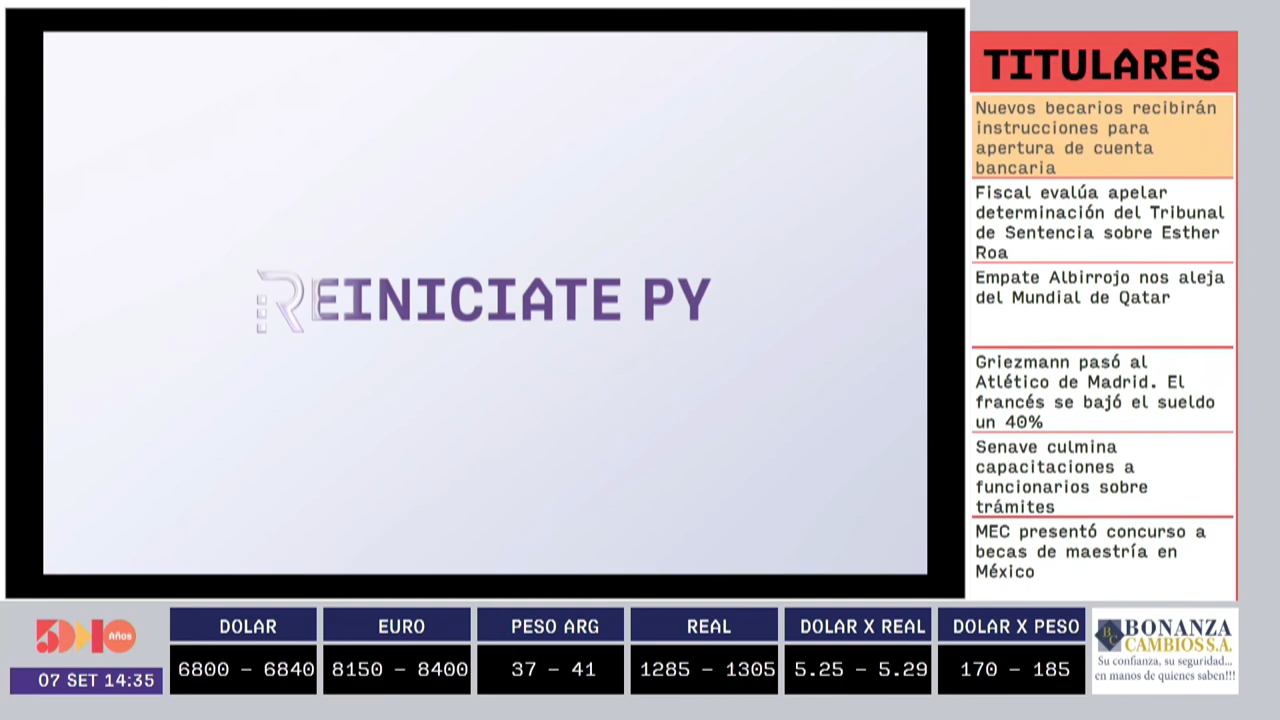 REINICIATE PY
TITULARES
Nuevos becarios recibirán
instrucciones para
apertura de cuenta
bancaria
Fiscal evalúa apelar
determinación del Tribunal
de Sentencia sobre Esther
Roa
Empate Albirrojo nos aleja
del Mundial de Qatar
Griezmann pasó al
Atlético de Madrid. El
francés se bajó el sueldo
un 40%
Senave culmina
capacitaciones a
funcionarios sobre
trámites
MEC presentó concurso a
becas de maestría en
México
Años
07 SET 14:35
DOLAR
6800 – 6840
EURO
8150 – 8400
PESO ARG
37 – 41
REAL
1285 – 1305
DOLAR X REAL
5.25 – 5.29
DOLAR X PESO
170 – 185
BC
BONANZA
CAMBIOS S.A.
Su confianza, su seguridad...
en manos de quienes saben!!!